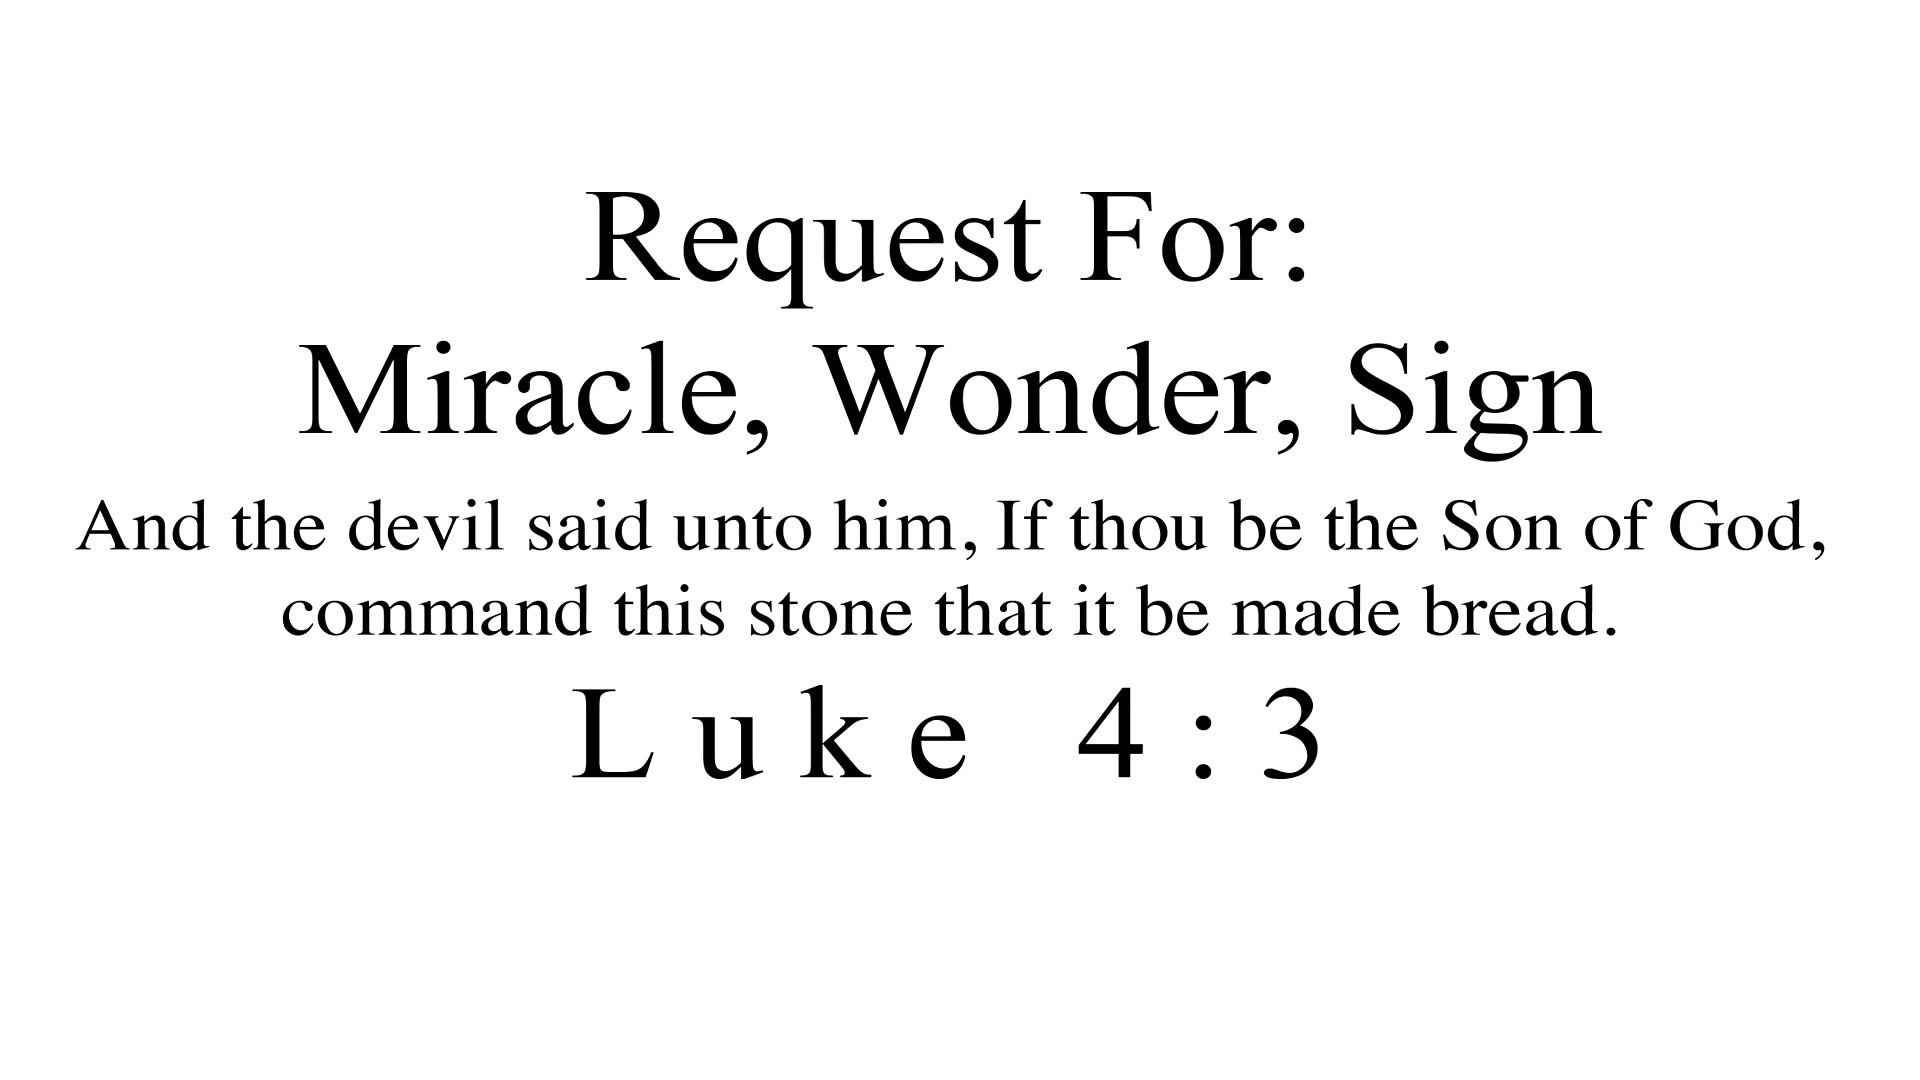 Request For:
Miracle, Wonder, Sign
And the devil said unto him, If thou be the Son of God,
command this stone that it be made bread.
Luke 4:3